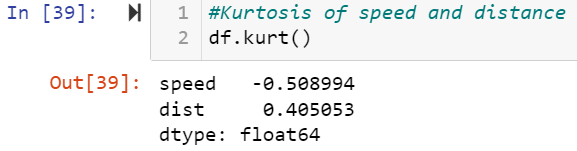 In [39]: 1 #Kurtosis of speed and distance
2 df.kurt()
Out[39]: speed -0.508994
dist 0.405053
dtype: float64